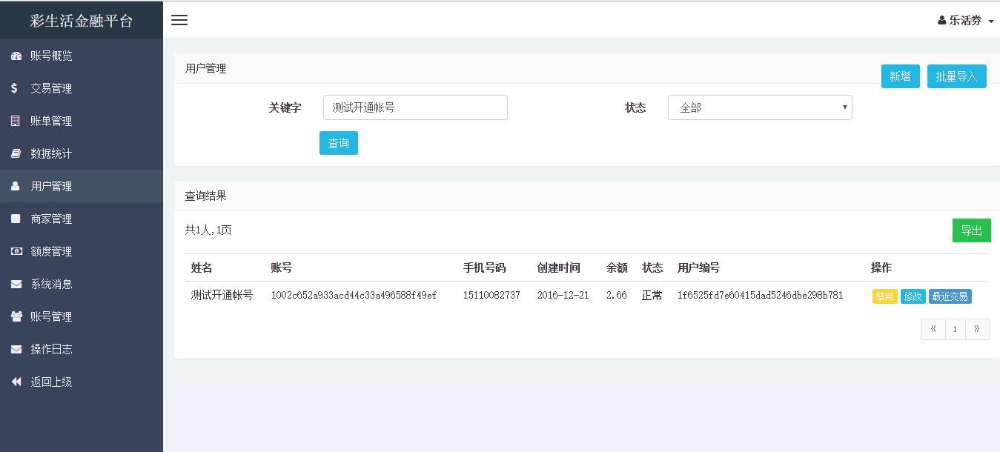 彩生活金融平台
乐活券
账号概览
交易管理
账单管理
数据统计
用户管理
商家管理
额度管理
系统消息
账号管理
操作日志
返回上级
用户管理
新增 批量导入
关键字 测试开通帐号 状态 全部
查询
查询结果
共1人,1页 导出
姓名 账号 手机号码 创建时间 余额 状态 用户编号 操作
测试开通帐号 1002c652a933acd44c33a496588f49ef 15110082737 2016-12-21 2.66 正常 1f6525fd7e60415dad5246dbe298b781 禁用 修改 最近交易
« 1 »